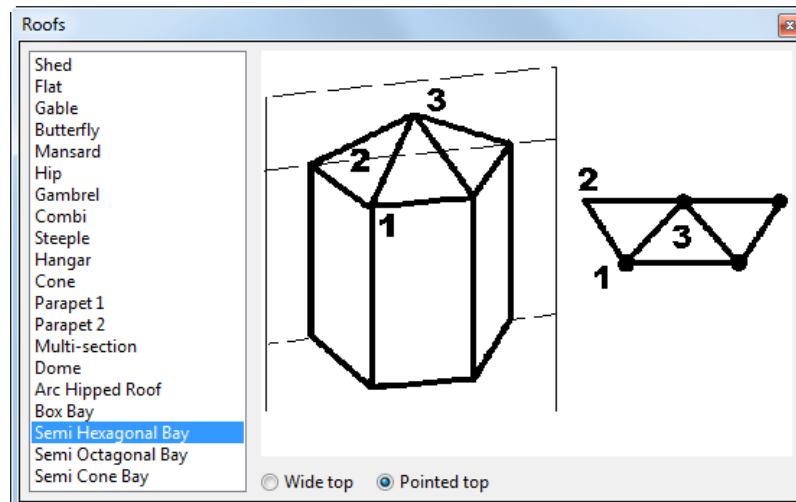 Roofs
x
Shed
Flat
Gable
Butterfly
Mansard
Hip
Gambrel
Combi
Steeple
Hangar
Cone
Parapet 1
Parapet 2
Multi-section
Dome
Arc Hipped Roof
Box Bay
Semi Hexagonal Bay
Semi Octagonal Bay
Semi Cone Bay
3
2
1
2
3
1
Wide top
Pointed top